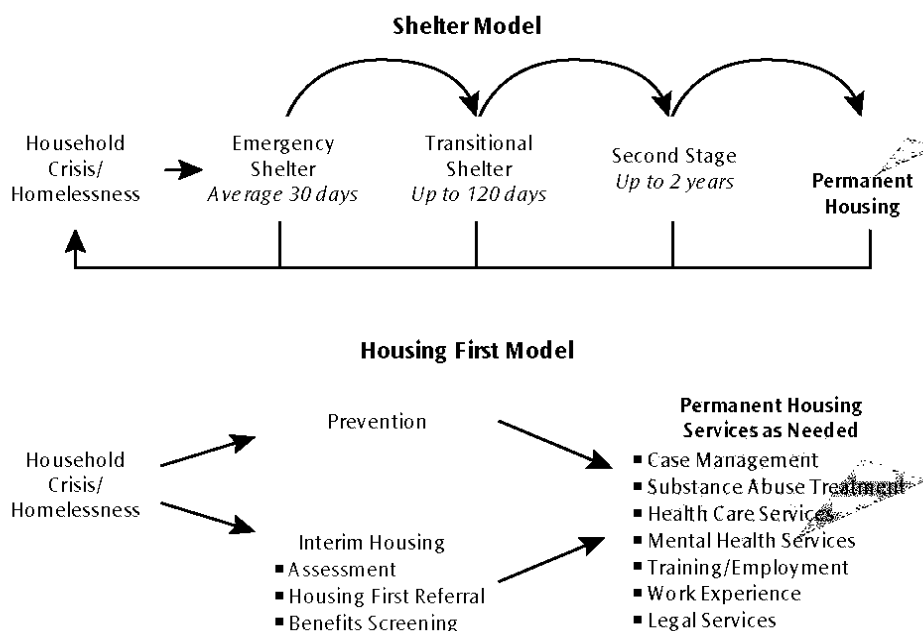 Shelter Model
Household
Crisis/
Homelessness
Emergency
Shelter
Average 30 days
Transitional
Shelter
Up to 120 days
Second Stage
Up to 2 years
Permanent
Housing
Housing First Model
Household
Crisis/
Homelessness
Prevention
Interim Housing
▪ Assessment
▪ Housing First Referral
▪ Benefits Screening
Permanent Housing
Services as Needed
▪ Case Management
▪ Substance Abuse Treatment
▪ Health Care Services
▪ Mental Health Services
▪ Training/Employment
▪ Work Experience
▪ Legal Services